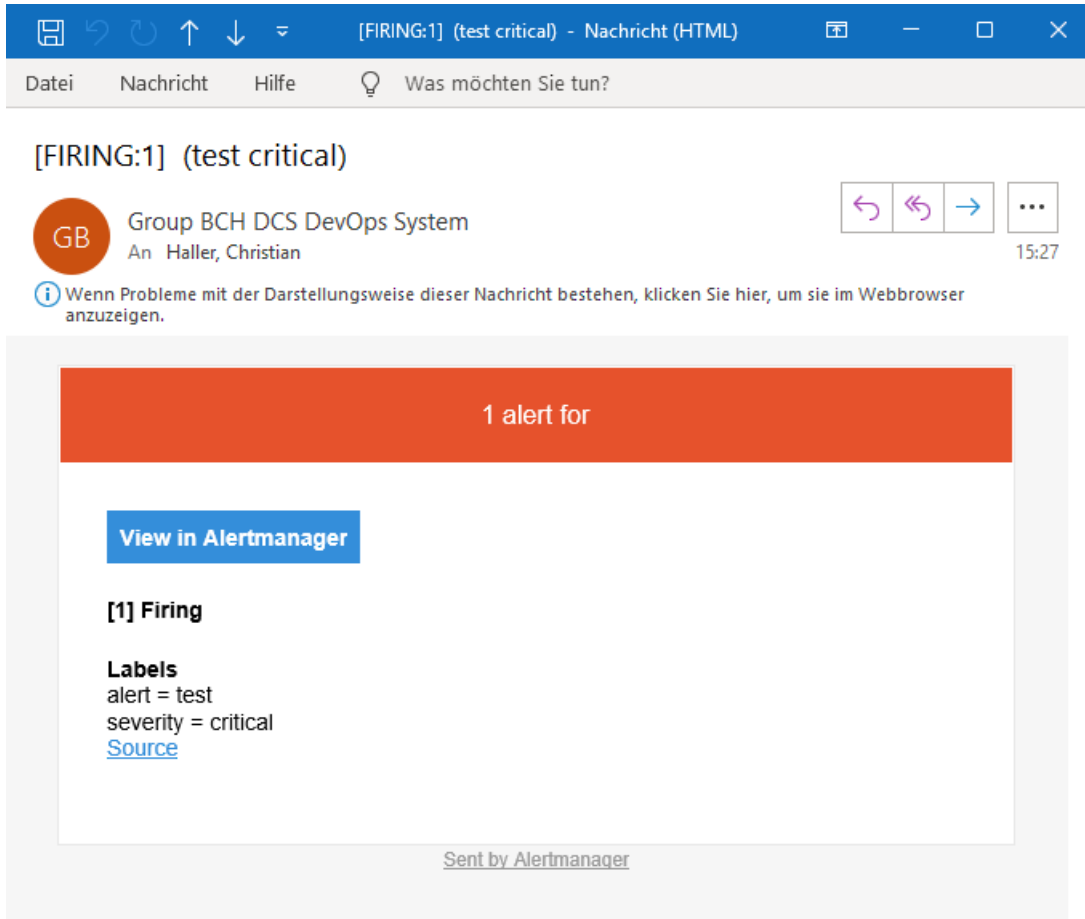 [FIRING:1] (test critical) - Nachricht (HTML)
Datei Nachricht Hilfe Was möchten Sie tun?
[FIRING:1] (test critical)
GB
Group BCH DCS DevOps System
An Haller, Christian
15:27
Wenn Probleme mit der Darstellungsweise dieser Nachricht bestehen, klicken Sie hier, um sie im Webbrowser
anzuzeigen.
1 alert for
View in Alertmanager
[1] Firing
Labels
alert = test
severity = critical
Source
Sent by Alertmanager